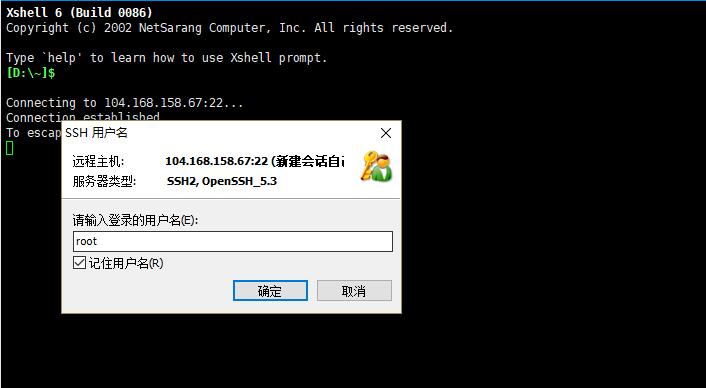 Xshell 6 (Build 0086)
Copyright (c) 2002 NetSarang Computer, Inc. All rights reserved.
Type `help' to learn how to use Xshell prompt.
[D:\~]$
Connecting to 104.168.158.67:22...
Connection established
To escap
SSH 用户名
远程主机: 104.168.158.67:22 (新建会话自
服务器类型: SSH2, OpenSSH_5.3
请输入登录的用户名(E):
root
记住用户名(R)
确定 取消